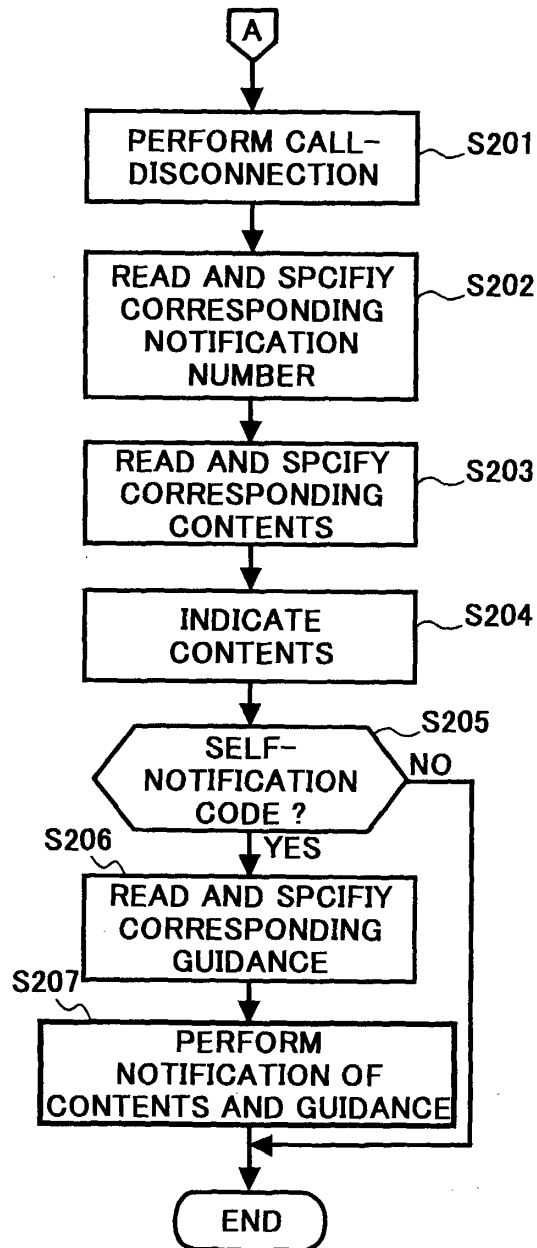 A
PERFORM CALL-
DISCONNECTION
S201
READ AND SPCIFIY
CORRESPONDING
NOTIFICATION
NUMBER
S202
READ AND SPCIFY
CORRESPONDING
CONTENTS
S203
INDICATE
CONTENTS
S204
SELF-
NOTIFICATION
CODE ?
S205
NO
YES
S206
READ AND SPCIFIY
CORRESPONDING
GUIDANCE
S207
PERFORM
NOTIFICATION OF
CONTENTS AND GUIDANCE
END